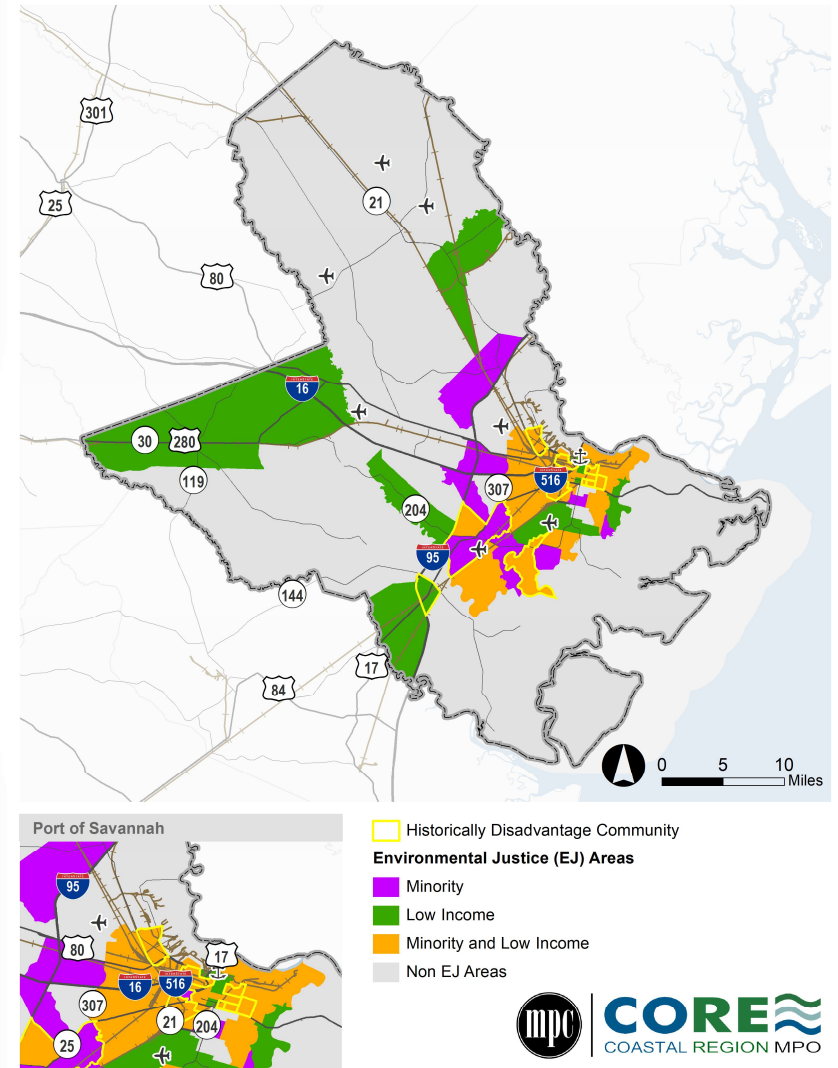 301
25
21
80
16
30
280
119
307
516
204
95
144
17
84
0 5 10
Miles
Port of Savannah
95
80
17
16
516
307
21
204
25
Historically Disadvantage Community
Environmental Justice (EJ) Areas
Minority
Low Income
Minority and Low Income
Non EJ Areas
mpc
CORE
COASTAL REGION MPO